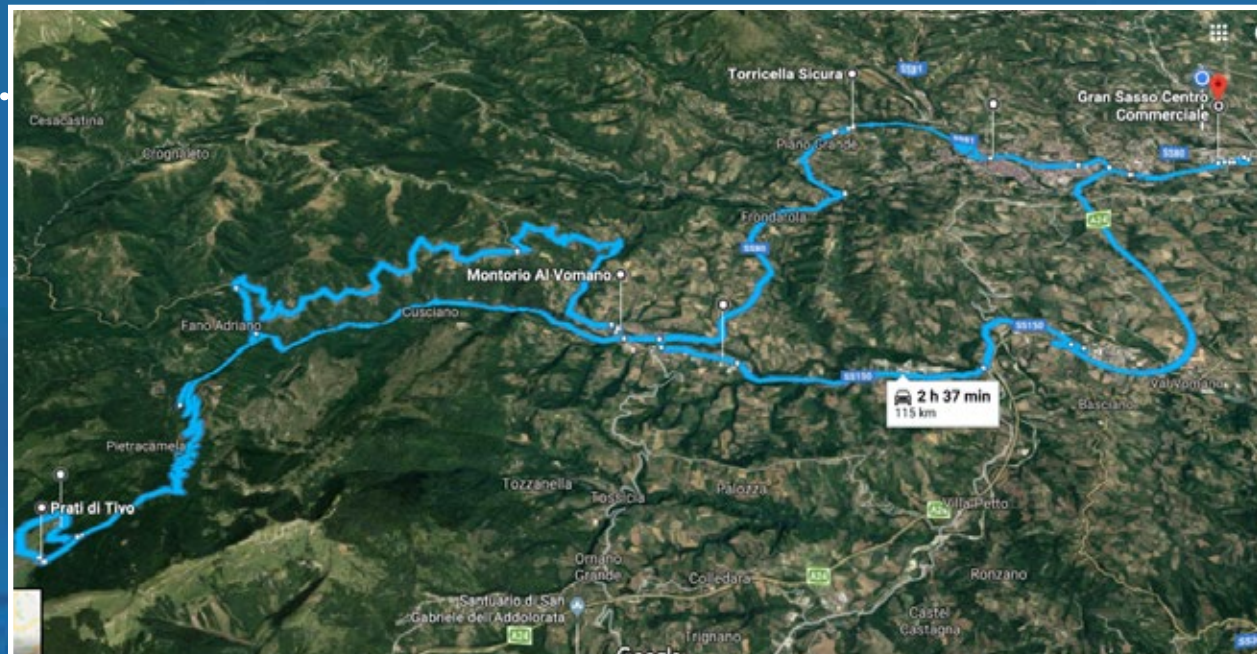 SS81
Torricella Sicura
Gran Sasso Centro
Commerciale
Cesacastina
Crognaleto
Piano Grande
SS81
SS80
Frondarola
A24
SS80
Montorio Al Vomano
Cusciano
Fano Adriano
SS150
SS150
Val Vomano
2 h 37 min
115 km
Basciano
Pietracamela
Tozzanella
Tossicia
Palozza
Villa Petto
Prati di Tivo
Ornano
Grande
Colledara
A24
Ronzano
Santuario di San
Gabriele dell'Addolorata
Castel
Castagna
A24
Trignano
Google